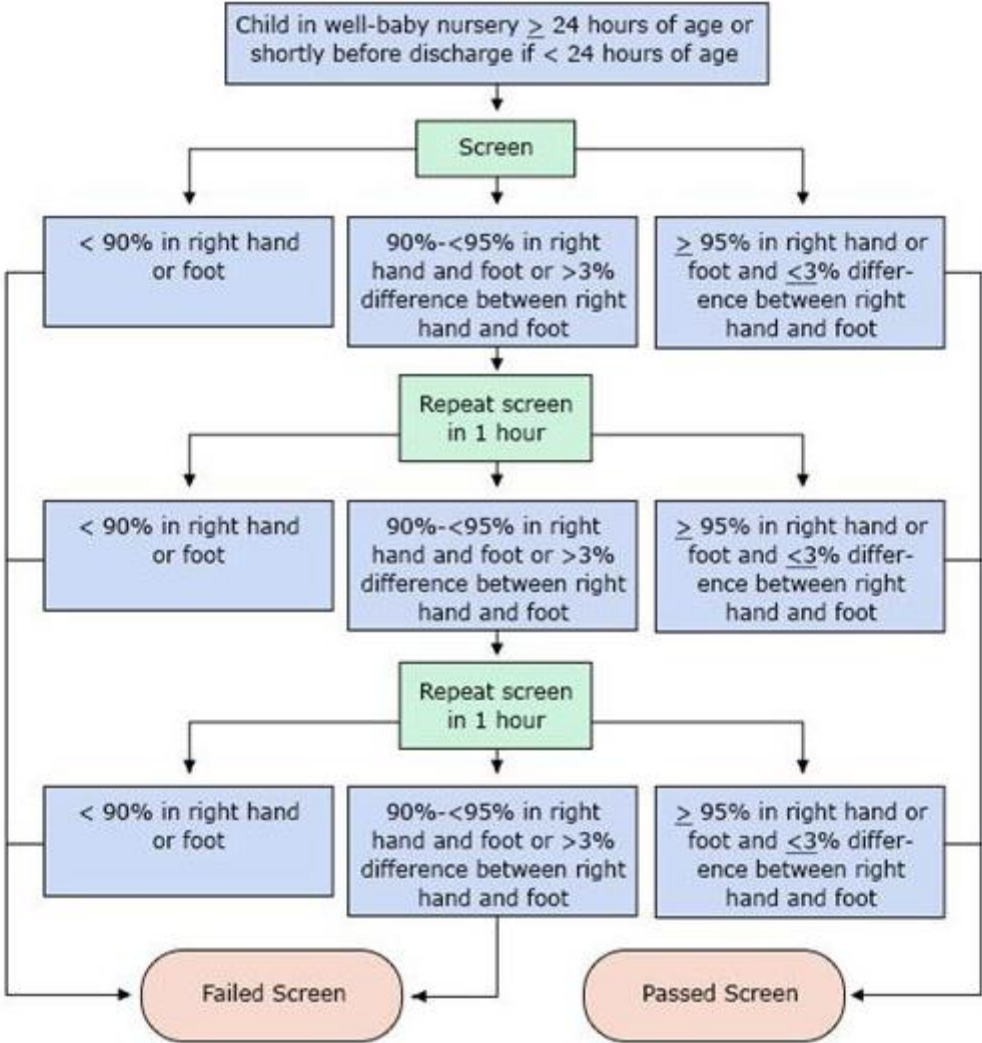 Child in well-baby nursery ≥ 24 hours of age or
shortly before discharge if < 24 hours of age
Screen
< 90% in right hand
or foot
90%-<95% in right
hand and foot or >3%
difference between right
hand and foot
≥ 95% in right hand or
foot and ≤3% differ-
ence between right
hand and foot
Repeat screen
in 1 hour
< 90% in right hand
or foot
90%-<95% in right
hand and foot or >3%
difference between right
hand and foot
≥ 95% in right hand or
foot and ≤3% differ-
ence between right
hand and foot
Repeat screen
in 1 hour
< 90% in right hand
or foot
90%-<95% in right
hand and foot or >3%
difference between right
hand and foot
≥ 95% in right hand or
foot and ≤3% differ-
ence between right
hand and foot
Failed Screen
Passed Screen